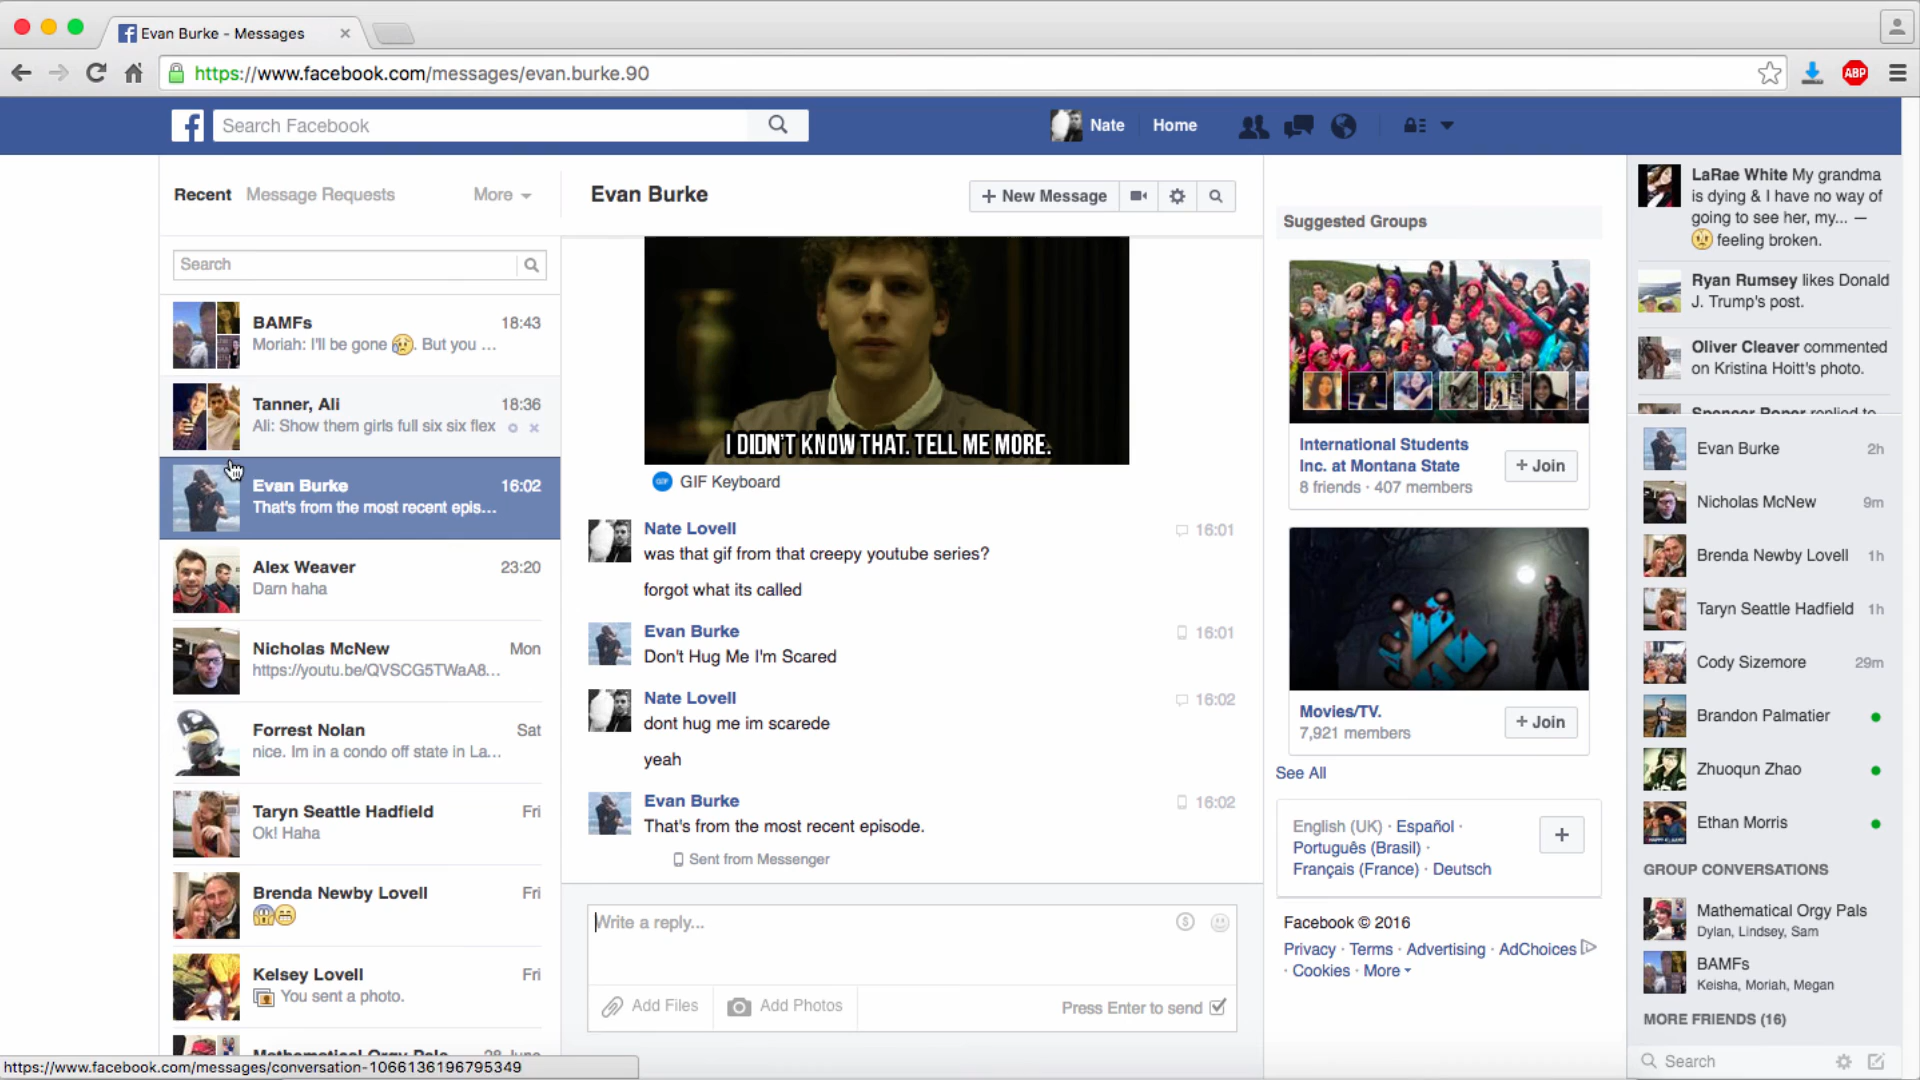 Evan Burke - Messages
https://www.facebook.com/messages/evan.burke.90
ABP
Search Facebook
Nate
Home
Recent
Message Requests
More
Search
BAMFs
18:43
Moriah: I'll be gone 😢. But you ...
Tanner, Ali
18:36
Ali: Show them girls full six six flex
Evan Burke
16:02
That's from the most recent epis...
Alex Weaver
23:20
Darn haha
Nicholas McNew
Mon
https://youtu.be/QVSCG5TWaA8...
Forrest Nolan
Sat
nice. Im in a condo off state in La...
Taryn Seattle Hadfield
Fri
Ok! Haha
Brenda Newby Lovell
Fri
😱😁
Kelsey Lovell
Fri
You sent a photo.
Mathematical Orgy Pals
28 June
https://www.facebook.com/messages/conversation-1066136196795349
Evan Burke
+ New Message
I DIDN'T KNOW THAT. TELL ME MORE.
GIF Keyboard
Nate Lovell
16:01
was that gif from that creepy youtube series?
forgot what its called
Evan Burke
16:01
Don't Hug Me I'm Scared
Nate Lovell
16:02
dont hug me im scarede
yeah
Evan Burke
16:02
That's from the most recent episode.
Sent from Messenger
Write a reply...
Add Files
Add Photos
Press Enter to send
Suggested Groups
International Students
Inc. at Montana State
8 friends · 407 members
+ Join
Movies/TV.
7,921 members
+ Join
See All
English (UK) · Español ·
Português (Brasil) ·
Français (France) · Deutsch
+
Facebook © 2016
Privacy · Terms · Advertising · AdChoices
· Cookies · More
LaRae White My grandma
is dying & I have no way of
going to see her, my... —
😟 feeling broken.
Ryan Rumsey likes Donald
J. Trump's post.
Oliver Cleaver commented
on Kristina Hoitt's photo.
Spencer Roper replied to
Evan Burke
2h
Nicholas McNew
9m
Brenda Newby Lovell
1h
Taryn Seattle Hadfield
1h
Cody Sizemore
29m
Brandon Palmatier
Zhuoqun Zhao
Ethan Morris
GROUP CONVERSATIONS
Mathematical Orgy Pals
Dylan, Lindsey, Sam
BAMFs
Keisha, Moriah, Megan
MORE FRIENDS (16)
Search